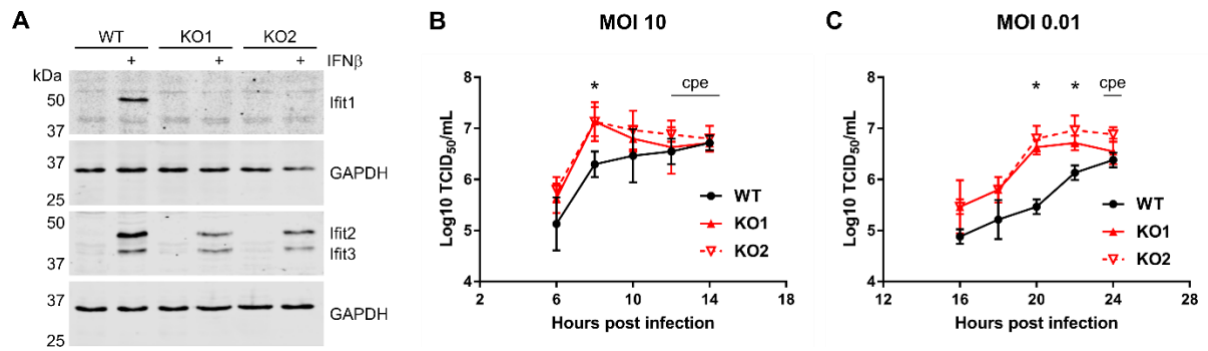 A
WT KO1 KO2
+ + + IFNβ
kDa
50
37
Ifit1
37
25
GAPDH
50
37
Ifit2
Ifit3
37
25
GAPDH
B
MOI 10
cpe
*
Log10 TCID50/mL
8
7
6
5
4
2 6 10 14 18
Hours post infection
WT
KO1
KO2
C
MOI 0.01
* * cpe
Log10 TCID50/mL
8
7
6
5
4
12 16 20 24 28
Hours post infection
WT
KO1
KO2